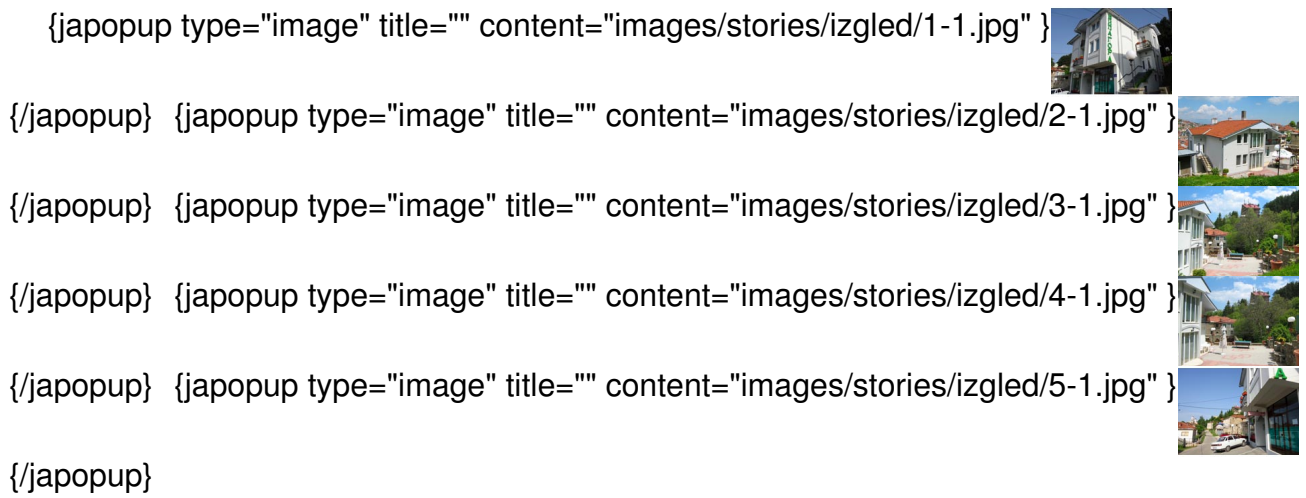 {japopup type="image" title="" content="images/stories/izgled/1-1.jpg" }
{/japopup} {japopup type="image" title="" content="images/stories/izgled/2-1.jpg" }
{/japopup} {japopup type="image" title="" content="images/stories/izgled/3-1.jpg" }
{/japopup} {japopup type="image" title="" content="images/stories/izgled/4-1.jpg" }
{/japopup} {japopup type="image" title="" content="images/stories/izgled/5-1.jpg" }
{/japopup}